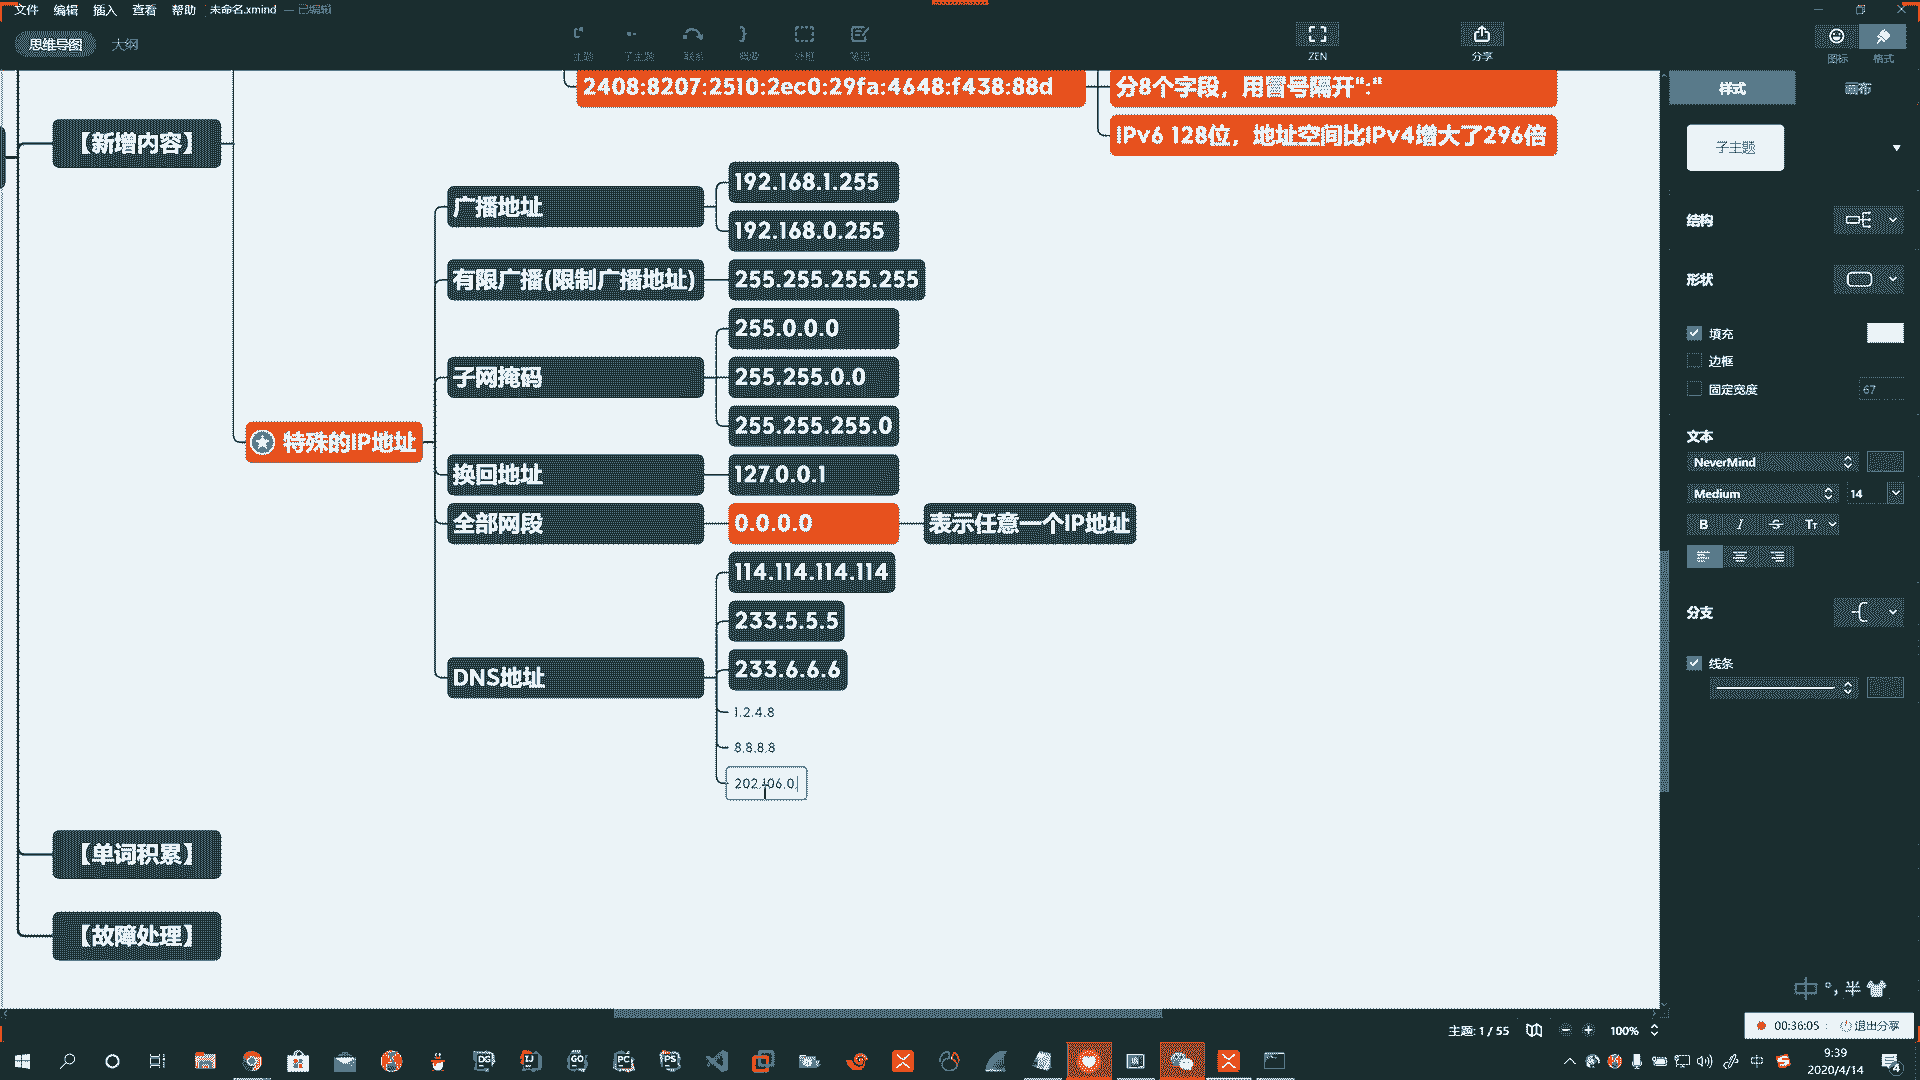 文件 编辑 插入 查看 帮助 未命名.xmind — 已编辑
思维导图 大纲
主题 子主题 联系 概要 外框 笔记 ZEN 分享 图标 格式
2408:8207:2510:2ec0:29fa:4648:f438:88d
分8个字段，用冒号隔开":"
IPv6 128位，地址空间比IPv4增大了296倍
【新增内容】
特殊的IP地址
广播地址
192.168.1.255
192.168.0.255
有限广播(限制广播地址)
255.255.255.255
子网掩码
255.0.0.0
255.255.0.0
255.255.255.0
换回地址
127.0.0.1
全部网段
0.0.0.0
表示任意一个IP地址
DNS地址
114.114.114.114
233.5.5.5
233.6.6.6
1.2.4.8
8.8.8.8
202.106.0.
【单词积累】
【故障处理】
样式 画布
子主题
结构
形状
填充
边框
固定宽度 67
文本
NeverMind
Medium 14
B I S Tт
分支
线条
中 °, 半
主题: 1 / 55 100%
00:36:05 退出分享
DG IJ GO PC PS
中
9:39
2020/4/14
4